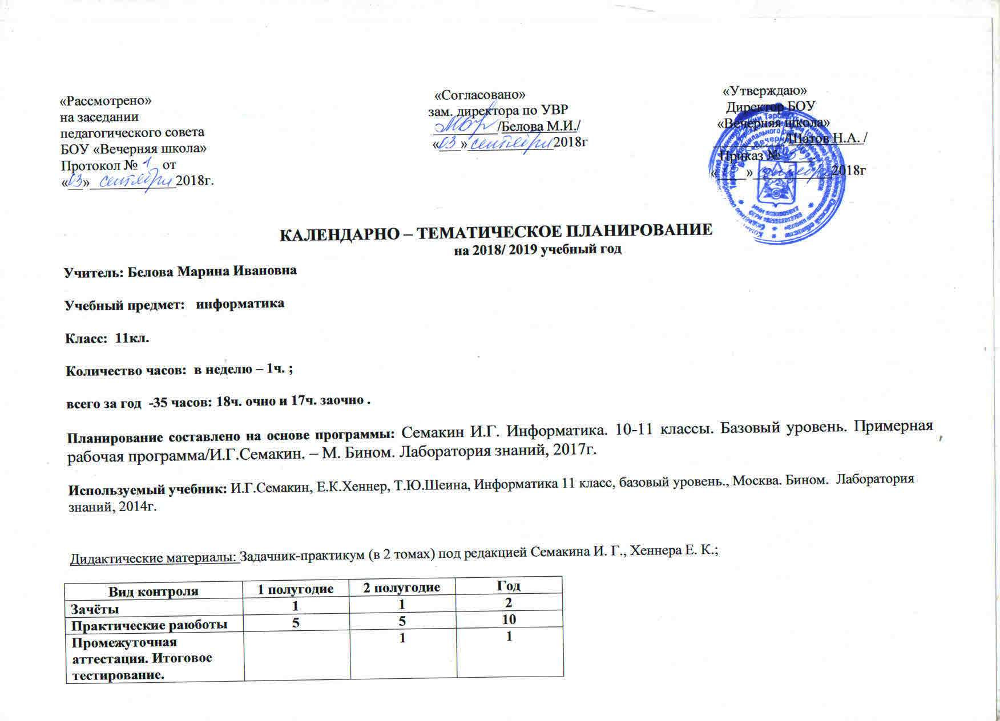 «Рассмотрено»
на заседании
педагогического совета
БОУ «Вечерняя школа»
Протокол № 1 от
«03» сентября 2018г.
«Согласовано»
зам. директора по УВР
/Белова М.И./
«03» сентября 2018г
«Утверждаю»
Директор БОУ
«Вечерняя школа»
/Шатов Н.А. /
Приказ №
« » сентября 2018г
КАЛЕНДАРНО – ТЕМАТИЧЕСКОЕ ПЛАНИРОВАНИЕ
на 2018/ 2019 учебный год
Учитель: Белова Марина Ивановна
Учебный предмет: информатика
Класс: 11кл.
Количество часов: в неделю – 1ч. ;
всего за год -35 часов: 18ч. очно и 17ч. заочно .
Планирование составлено на основе программы: Семакин И.Г. Информатика. 10-11 классы. Базовый уровень. Примерная
рабочая программа/И.Г.Семакин. – М. Бином. Лаборатория знаний, 2017г.
Используемый учебник: И.Г.Семакин, Е.К.Хеннер, Т.Ю.Шеина, Информатика 11 класс, базовый уровень., Москва. Бином. Лаборатория
знаний, 2014г.
Дидактические материалы: Задачник-практикум (в 2 томах) под редакцией Семакина И. Г., Хеннера Е. К.;
Вид контроля 1 полугодие 2 полугодие Год
Зачёты 1 1 2
Практические раюботы 5 5 10
Промежуточная 1 1
аттестация. Итоговое
тестирование.